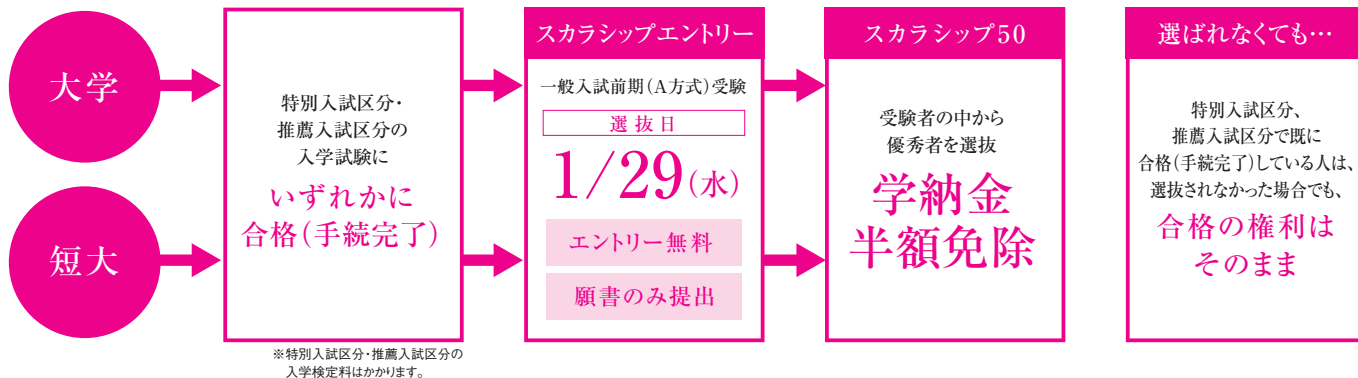 大学
短大
特別入試区分・
推薦入試区分の
入学試験に
いずれかに
合格(手続完了)
※特別入試区分・推薦入試区分の
入学検定料はかかります。
スカラシップエントリー
一般入試前期(A方式)受験
選抜日
1/29(水)
エントリー無料
願書のみ提出
スカラシップ50
受験者の中から
優秀者を選抜
学納金
半額免除
選ばれなくても…
特別入試区分、
推薦入試区分で既に
合格(手続完了)している人は、
選抜されなかった場合でも、
合格の権利は
そのまま